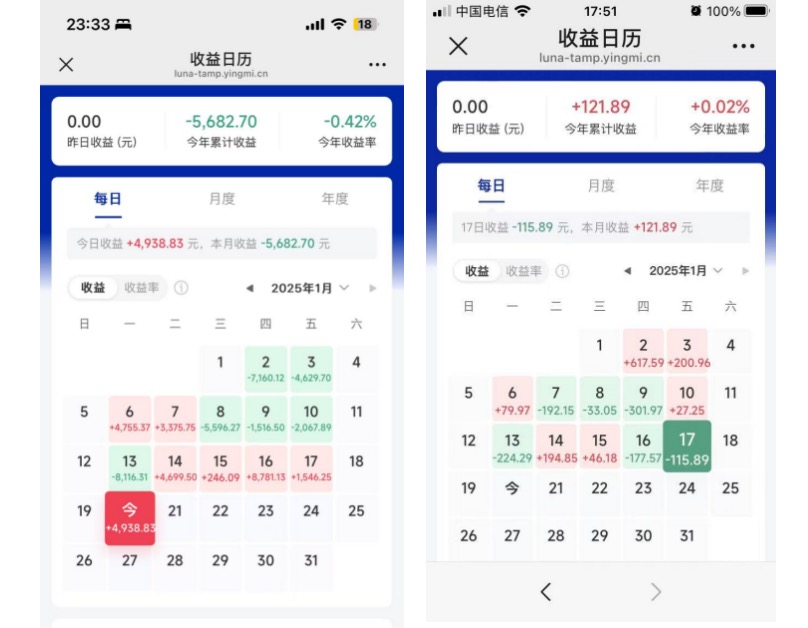 23:33
18
收益日历
luna-tamp.yingmi.cn
0.00 -5,682.70 -0.42%
昨日收益 (元) 今年累计收益 今年收益率
每日 月度 年度
今日收益 +4,938.83 元, 本月收益 -5,682.70 元
收益 收益率 2025年1月
日 一 二 三 四 五 六
1 2 3 4
-7,160.12 -4,629.70
5 6 7 8 9 10 11
+4,755.37 +3,375.75 -5,596.27 -1,516.50 -2,067.89
12 13 14 15 16 17 18
-8,116.31 +4,699.50 +246.09 +8,781.13 +1,546.25
19 今 21 22 23 24 25
+4,938.83
26 27 28 29 30 31
中国电信 17:51 100%
收益日历
luna-tamp.yingmi.cn
0.00 +121.89 +0.02%
昨日收益 (元) 今年累计收益 今年收益率
每日 月度 年度
17日收益 -115.89 元, 本月收益 +121.89 元
收益 收益率 2025年1月
日 一 二 三 四 五 六
1 2 3 4
+617.59 +200.96
5 6 7 8 9 10 11
+79.97 -192.15 -33.05 -301.97 +27.25
12 13 14 15 16 17 18
-224.29 +194.85 +46.18 -177.57 -115.89
19 今 21 22 23 24 25
26 27 28 29 30 31